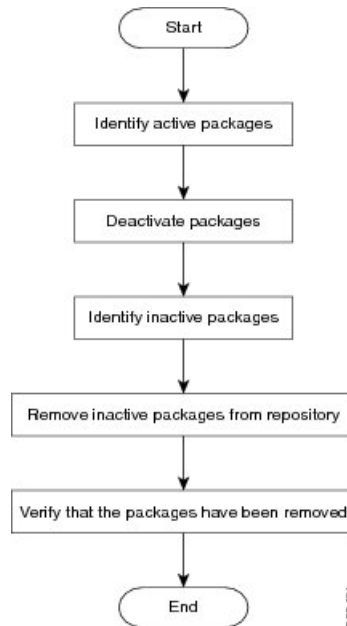 Start
Identify active packages
Deactivate packages
Identify inactive packages
Remove inactive packages from repository
Verify that the packages have been removed
End